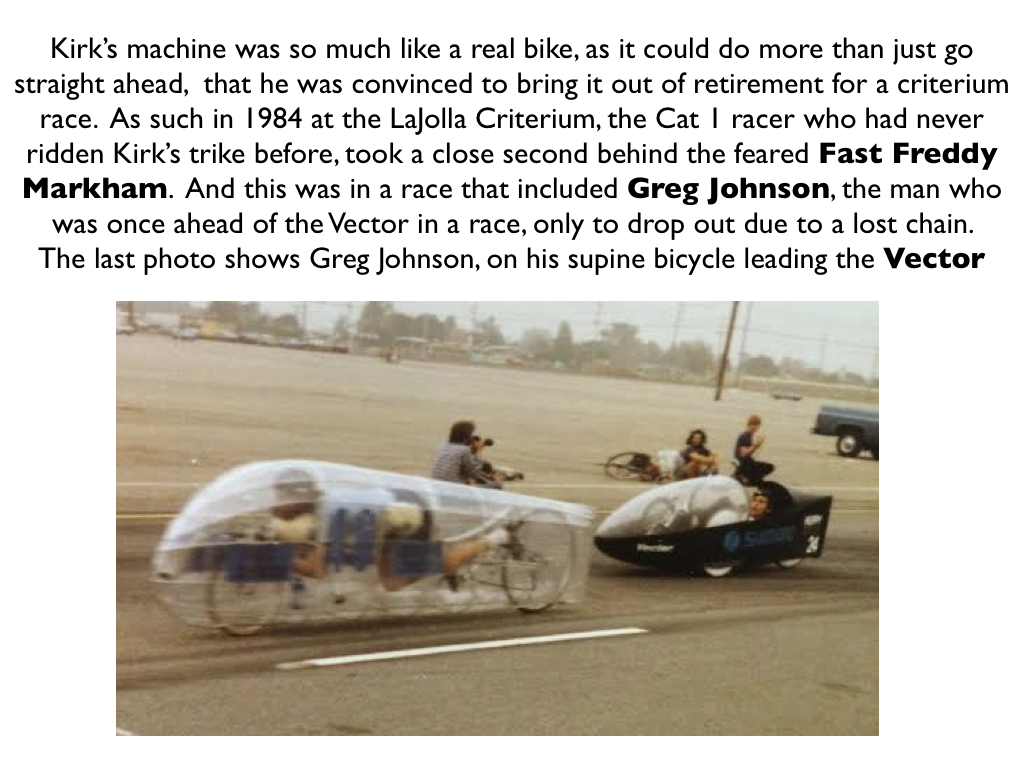 Kirk’s machine was so much like a real bike, as it could do more than just go
straight ahead,  that he was convinced to bring it out of retirement for a criterium
race.  As such in 1984 at the LaJolla Criterium, the Cat 1 racer who had never
ridden Kirk’s trike before, took a close second behind the feared Fast Freddy
Markham.  And this was in a race that included Greg Johnson, the man who
was once ahead of the Vector in a race, only to drop out due to a lost chain.
The last photo shows Greg Johnson, on his supine bicycle leading the Vector
Vector
24